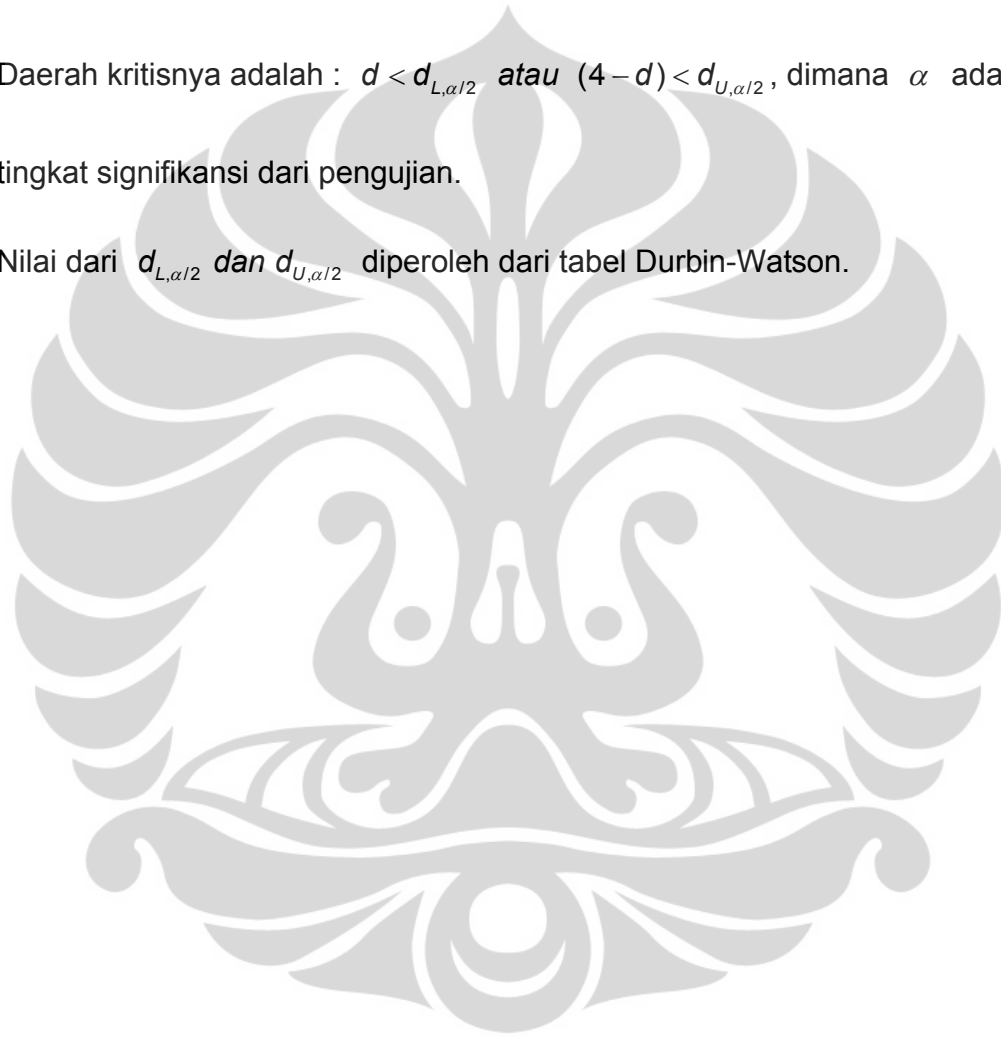 Daerah kritisnya adalah : d < d_{L,α/2} atau (4 − d) < d_{U,α/2} , dimana α ada
tingkat signifikansi dari pengujian.
Nilai dari d_{L,α/2} dan d_{U,α/2} diperoleh dari tabel Durbin-Watson.